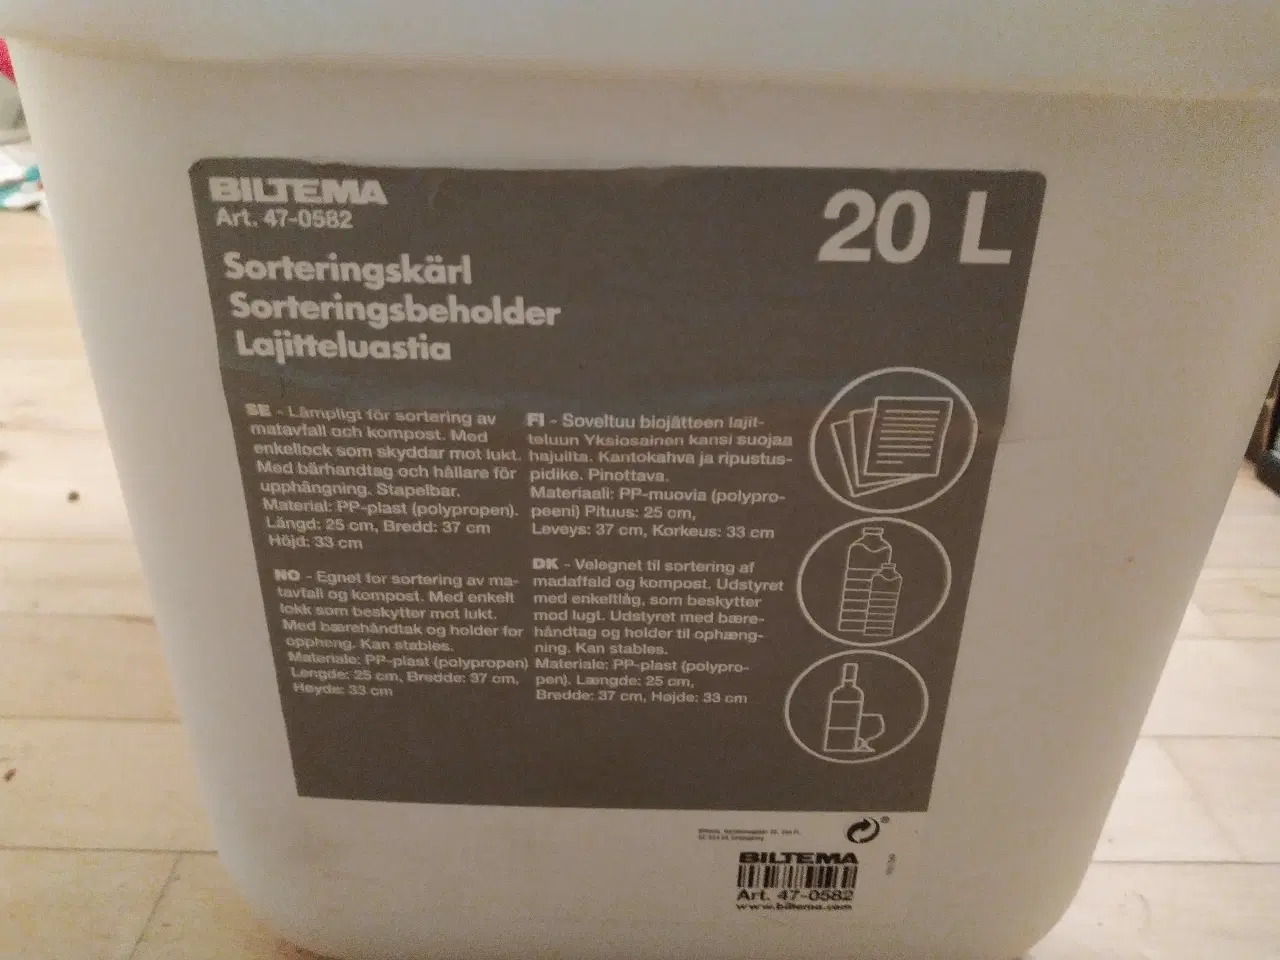 BILTEMA
Art. 47-0582
20 L
Sorteringskärl
Sorteringsbeholder
Lajitteluastia
SE - Lämpligt för sortering av
matavfall och kompost. Med
enkellock som skyddar mot lukt.
Med bärhandtag och hållare för
upphängning. Stapelbar.
Material: PP-plast (polypropen).
Längd: 25 cm, Bredd: 37 cm
Höjd: 33 cm
NO - Egnet for sortering av ma-
tavfall og kompost. Med enkelt
lokk som beskytter mot lukt.
Med bærehåndtak og holder for
oppheng. Kan stables.
Materiale: PP-plast (polypropen)
Lengde: 25 cm, Bredde: 37 cm,
Høyde: 33 cm
FI - Soveltuu biojätteen lajit-
teluun Yksiosainen kansi suojaa
hajuilta. Kantokahva ja ripustus-
pidike. Pinottava.
Materiaali: PP-muovia (polypro-
peeni) Pituus: 25 cm,
Leveys: 37 cm, Korkeus: 33 cm
DK - Velegnet til sortering af
madaffald og kompost. Udstyret
med enkeltlåg, som beskytter
mod lugt. Udstyret med bære-
håndtag og holder til ophæng-
ning. Kan stables.
Materiale: PP-plast (polypro-
pen). Længde: 25 cm,
Bredde: 37 cm, Højde: 33 cm
BILTEMA
Art. 47-0582
www.biltema.com